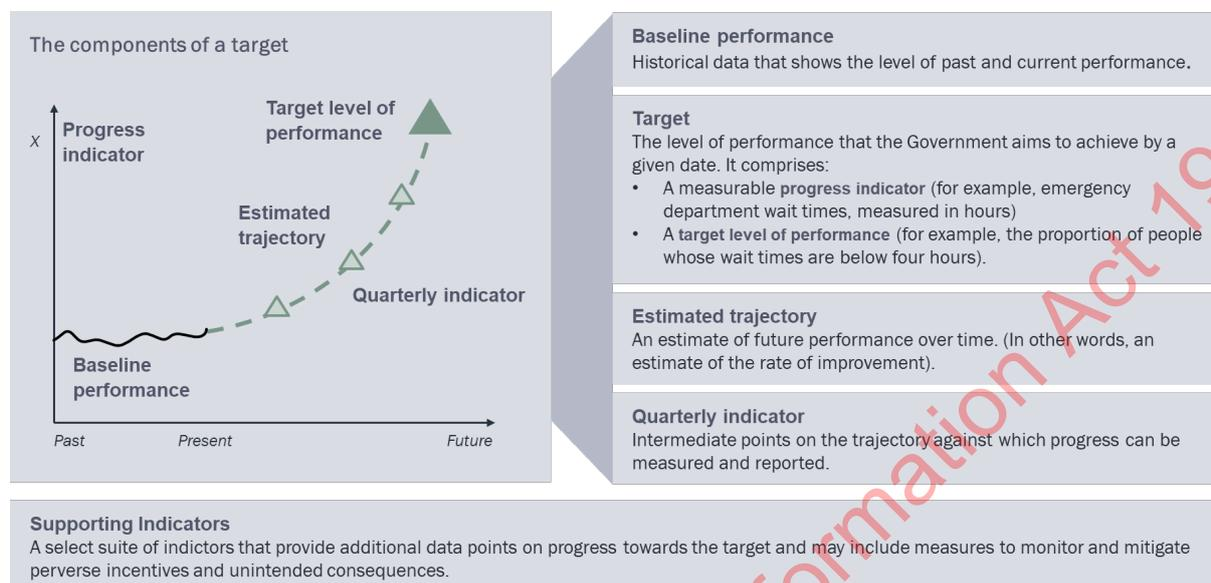 The components of a target
X
Progress
indicator
Target level of
performance
Estimated
trajectory
Quarterly indicator
Baseline
performance
Past
Present
Future
Baseline performance
Historical data that shows the level of past and current performance.
Target
The level of performance that the Government aims to achieve by a
given date. It comprises:
• A measurable progress indicator (for example, emergency
department wait times, measured in hours)
• A target level of performance (for example, the proportion of people
whose wait times are below four hours).
Estimated trajectory
An estimate of future performance over time. (In other words, an
estimate of the rate of improvement).
Quarterly indicator
Intermediate points on the trajectory against which progress can be
measured and reported.
Supporting Indicators
A select suite of indictors that provide additional data points on progress towards the target and may include measures to monitor and mitigate
perverse incentives and unintended consequences.
ormation Act 19